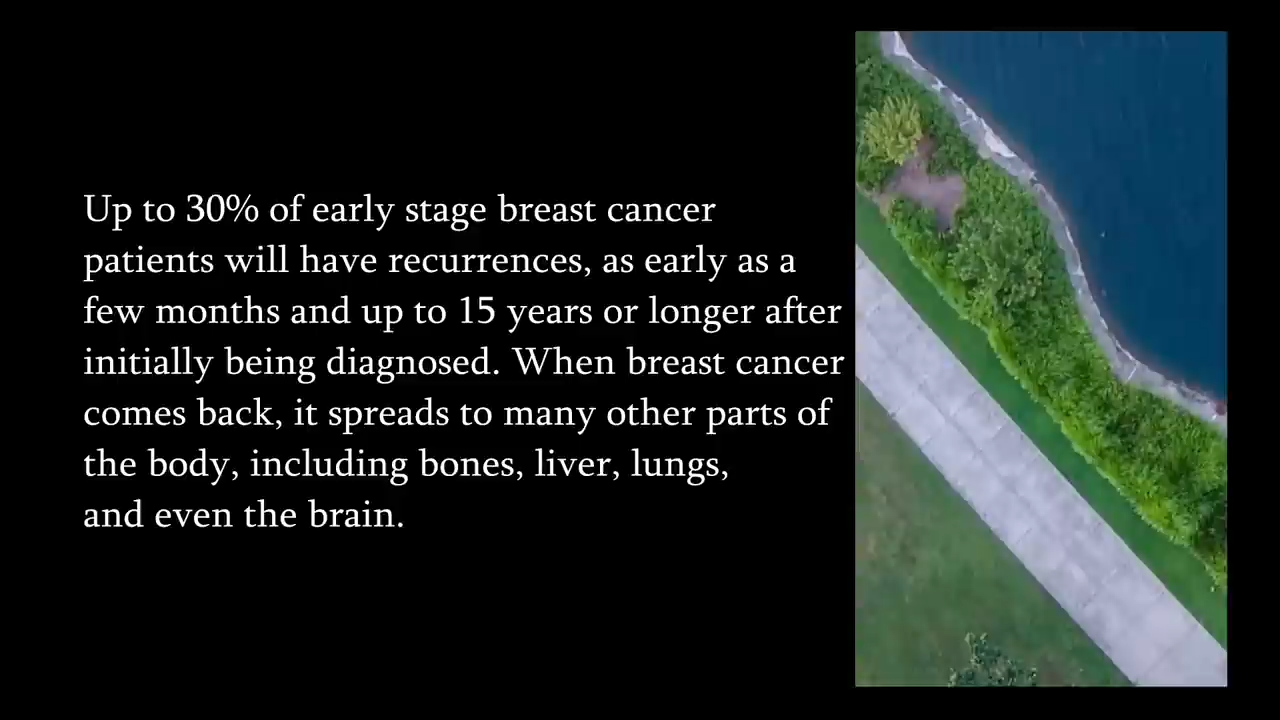 Up to 30% of early stage breast cancer
patients will have recurrences, as early as a
few months and up to 15 years or longer after
initially being diagnosed. When breast cancer
comes back, it spreads to many other parts of
the body, including bones, liver, lungs,
and even the brain.